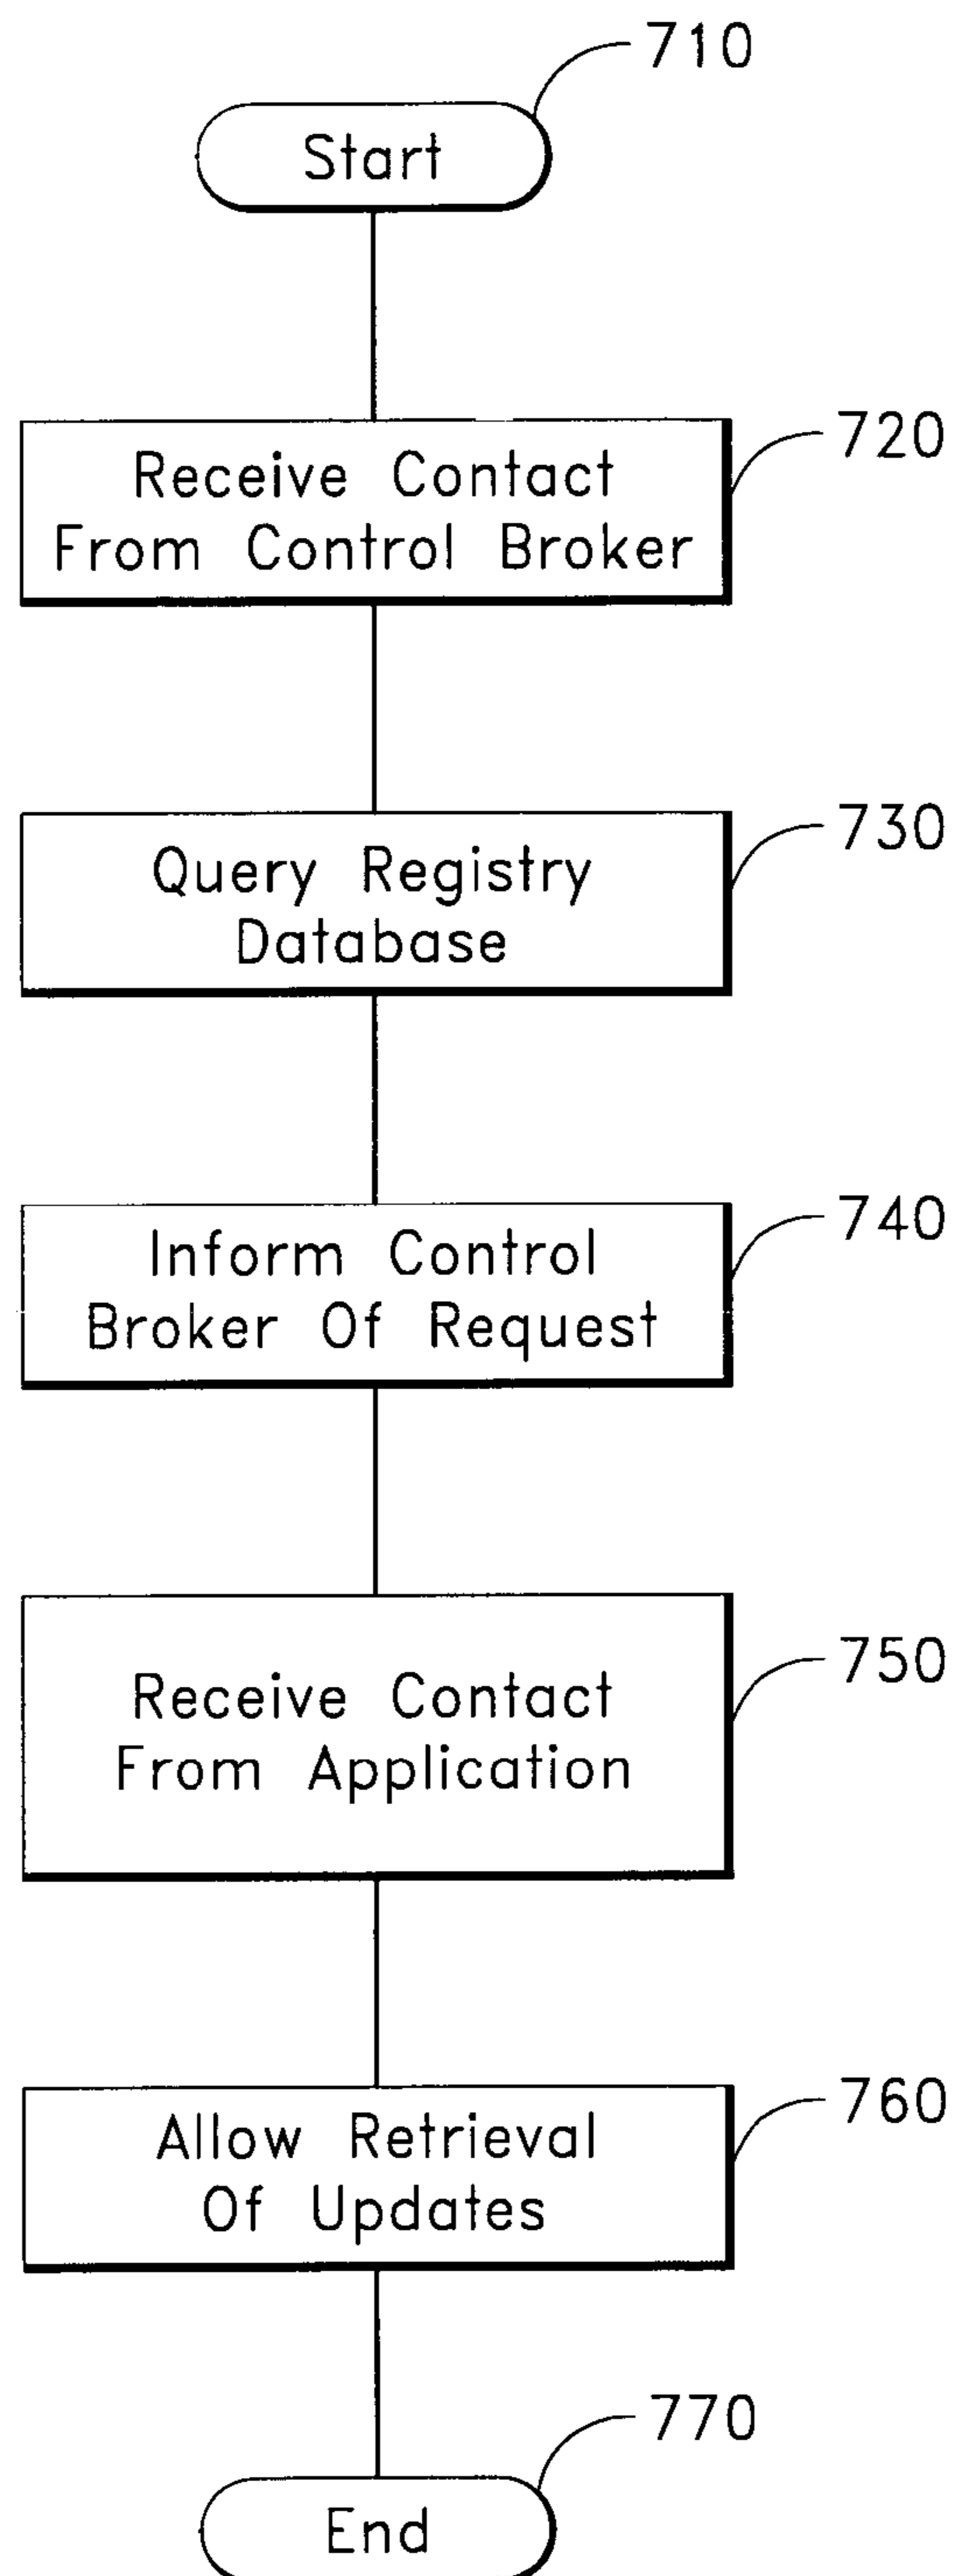 710
Start
720
Receive Contact
From Control Broker
730
Query Registry
Database
740
Inform Control
Broker Of Request
750
Receive Contact
From Application
760
Allow Retrieval
Of Updates
770
End